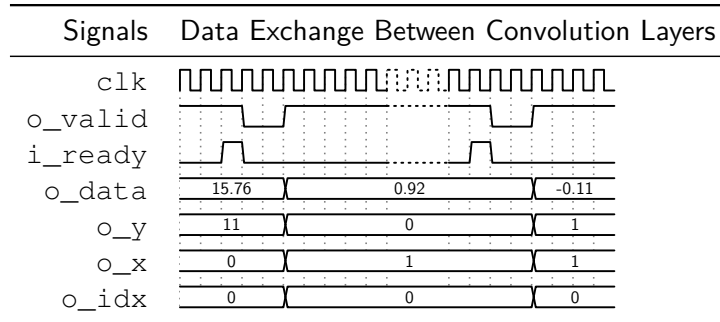 Signals Data Exchange Between Convolution Layers
clk
o_valid
i_ready
o_data 15.76 0.92 -0.11
o_y 11 0 1
o_x 0 1 1
o_idx 0 0 0